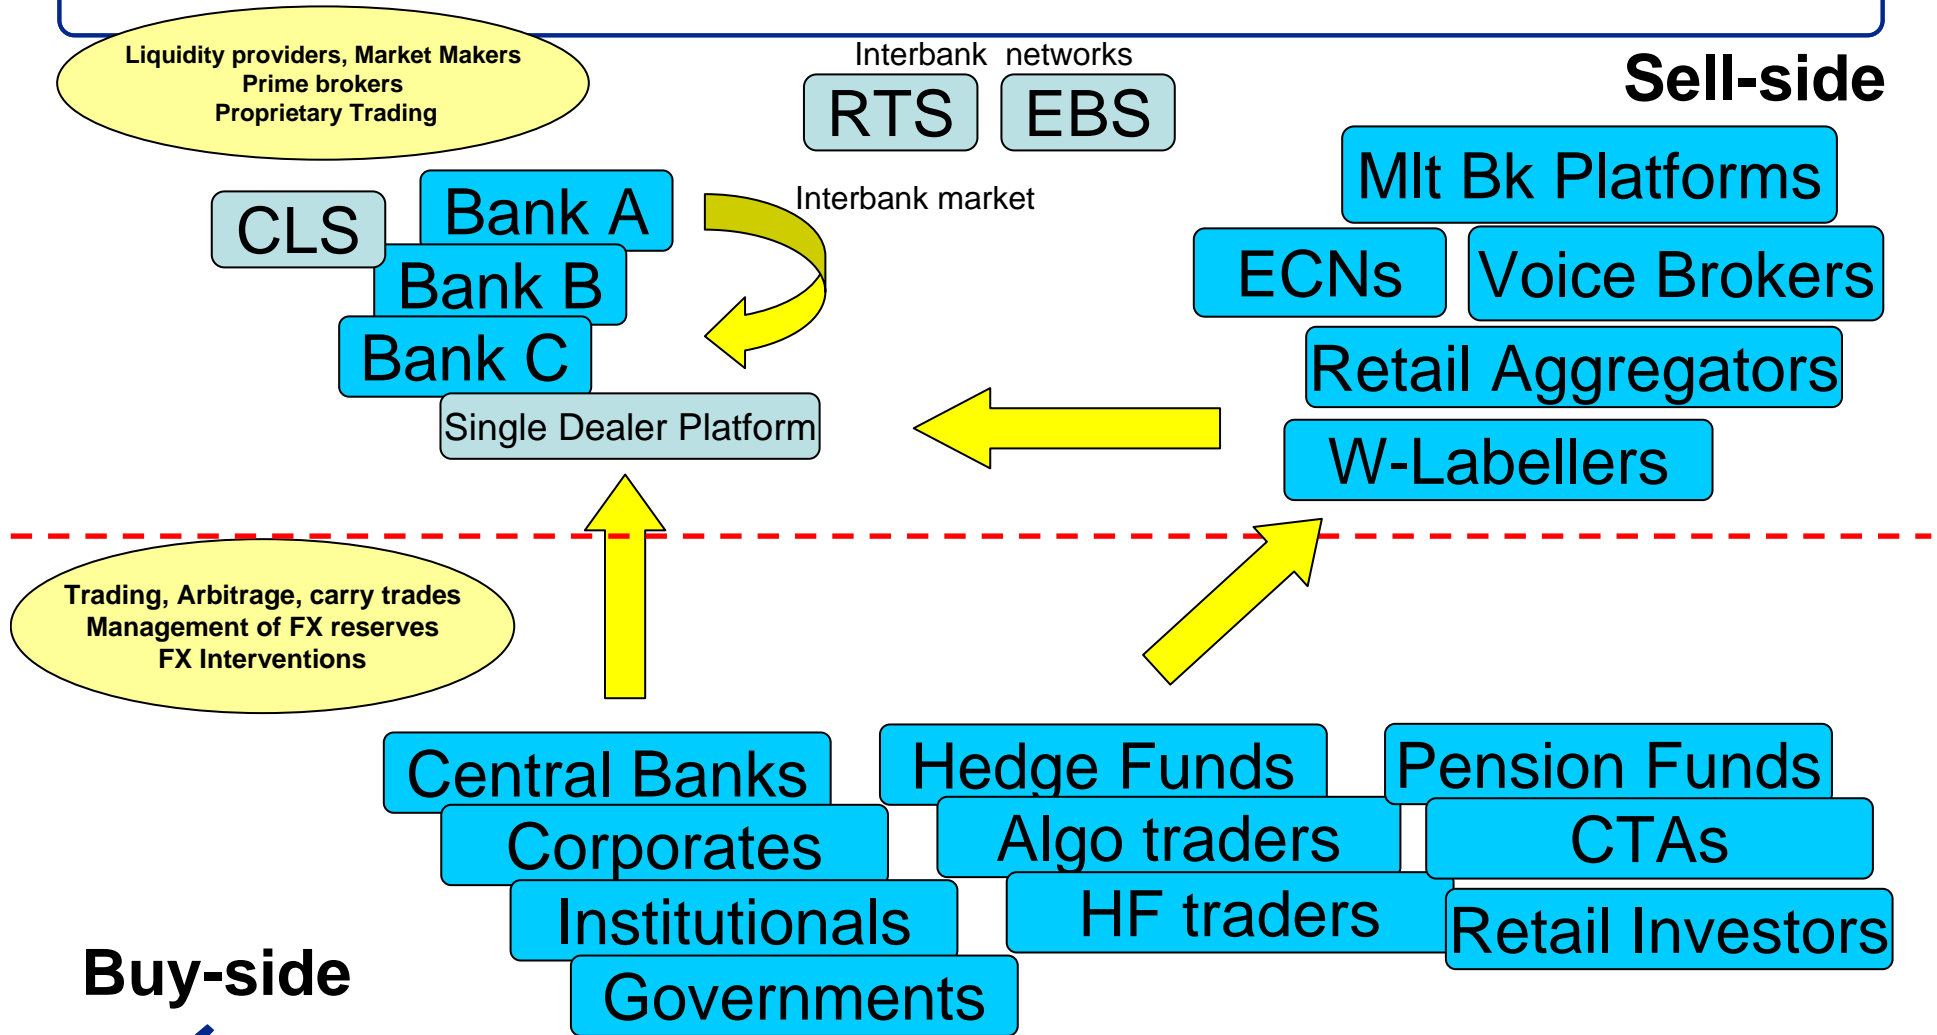 Liquidity providers, Market Makers
Prime brokers
Proprietary Trading
Interbank networks
RTS
EBS
Sell-side
Mlt Bk Platforms
CLS
Bank A
Interbank market
Bank B
ECNs
Voice Brokers
Bank C
Retail Aggregators
Single Dealer Platform
W-Labellers
Trading, Arbitrage, carry trades
Management of FX reserves
FX Interventions
Central Banks
Hedge Funds
Pension Funds
Corporates
Algo traders
CTAs
Institutionals
HF traders
Retail Investors
Buy-side
Governments